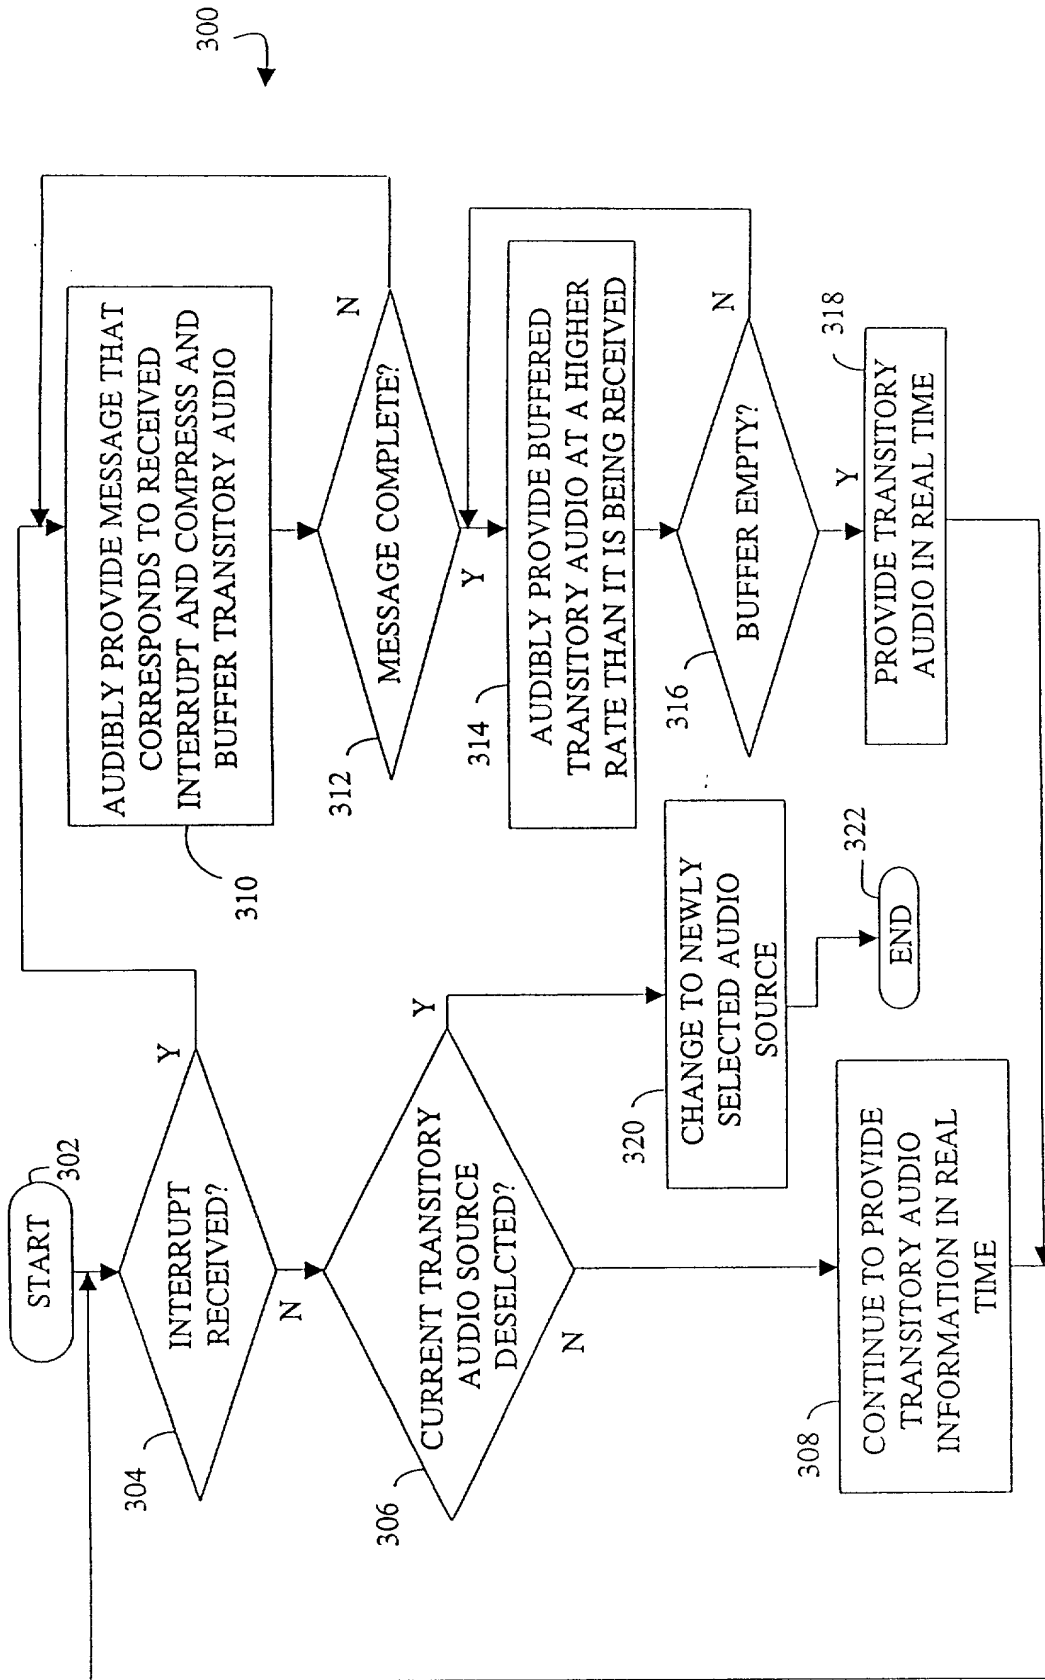 300
START
302
INTERRUPT
RECEIVED?
304
Y
N
CURRENT TRANSITORY
AUDIO SOURCE
DESELCTED?
306
Y
N
CONTINUE TO PROVIDE
TRANSITORY AUDIO
INFORMATION IN REAL
TIME
308
CHANGE TO NEWLY
SELECTED AUDIO
SOURCE
320
END
322
AUDIBLY PROVIDE MESSAGE THAT
CORRESPONDS TO RECEIVED
INTERRUPT AND COMPRESSS AND
BUFFER TRANSITORY AUDIO
310
MESSAGE COMPLETE?
312
N
Y
AUDIBLY PROVIDE BUFFERED
TRANSITORY AUDIO AT A HIGHER
RATE THAN IT IS BEING RECEIVED
314
BUFFER EMPTY?
316
N
Y
PROVIDE TRANSITORY
AUDIO IN REAL TIME
318